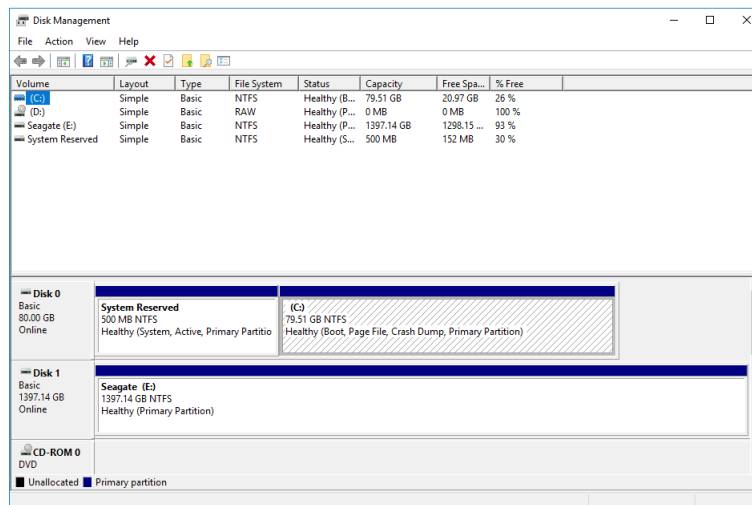 Disk Management
File Action View Help
Volume Layout Type File System Status Capacity Free Spa... % Free
(C:) Simple Basic NTFS Healthy (B... 79.51 GB 20.97 GB 26 %
(D:) Simple Basic RAW Healthy (P... 0 MB 0 MB 100 %
Seagate (E:) Simple Basic NTFS Healthy (P... 1397.14 GB 1298.15 ... 93 %
System Reserved Simple Basic NTFS Healthy (S... 500 MB 152 MB 30 %
Disk 0
Basic
80.00 GB
Online
System Reserved
500 MB NTFS
Healthy (System, Active, Primary Partitio
(C:)
79.51 GB NTFS
Healthy (Boot, Page File, Crash Dump, Primary Partition)
Disk 1
Basic
1397.14 GB
Online
Seagate (E:)
1397.14 GB NTFS
Healthy (Primary Partition)
CD-ROM 0
DVD
Unallocated Primary partition